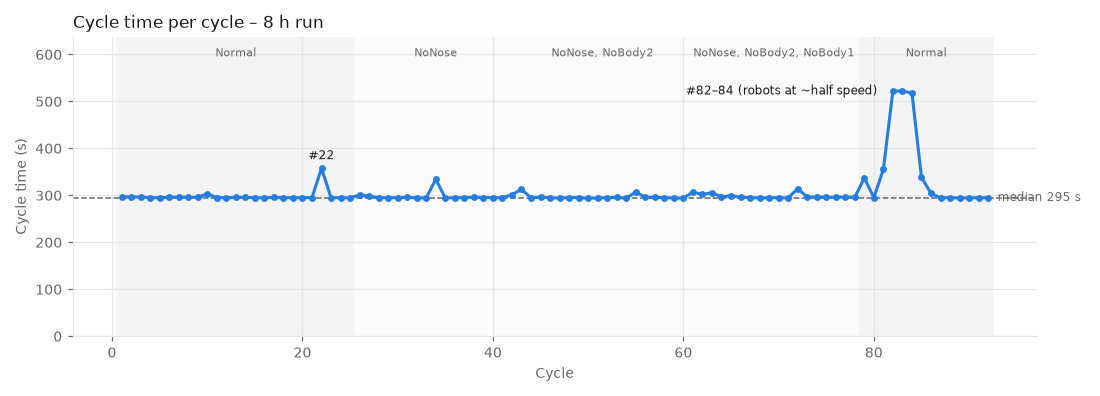 Cycle time per cycle – 8 h run
Normal
NoNose
NoNose, NoBody2
NoNose, NoBody2, NoBody1
Normal
#82–84 (robots at ~half speed)
#22
median 295 s
Cycle time (s)
600
500
400
300
200
100
0
0
20
40
60
80
Cycle